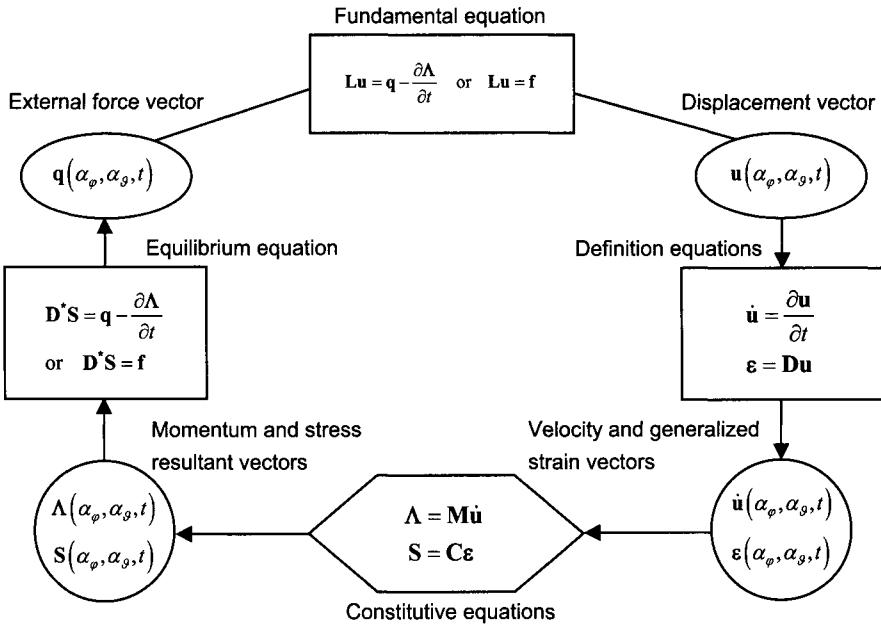 Fundamental equation
Lu = q - ∂Λ/∂t or Lu = f
External force vector
Displacement vector
q(α_φ, α_ϑ, t)
u(α_φ, α_ϑ, t)
Equilibrium equation
Definition equations
D*S = q - ∂Λ/∂t
or D*S = f
u̇ = ∂u/∂t
ε = Du
Momentum and stress
resultant vectors
Velocity and generalized
strain vectors
Λ(α_φ, α_ϑ, t)
S(α_φ, α_ϑ, t)
Λ = Mu̇
S = Cε
u̇(α_φ, α_ϑ, t)
ε(α_φ, α_ϑ, t)
Constitutive equations